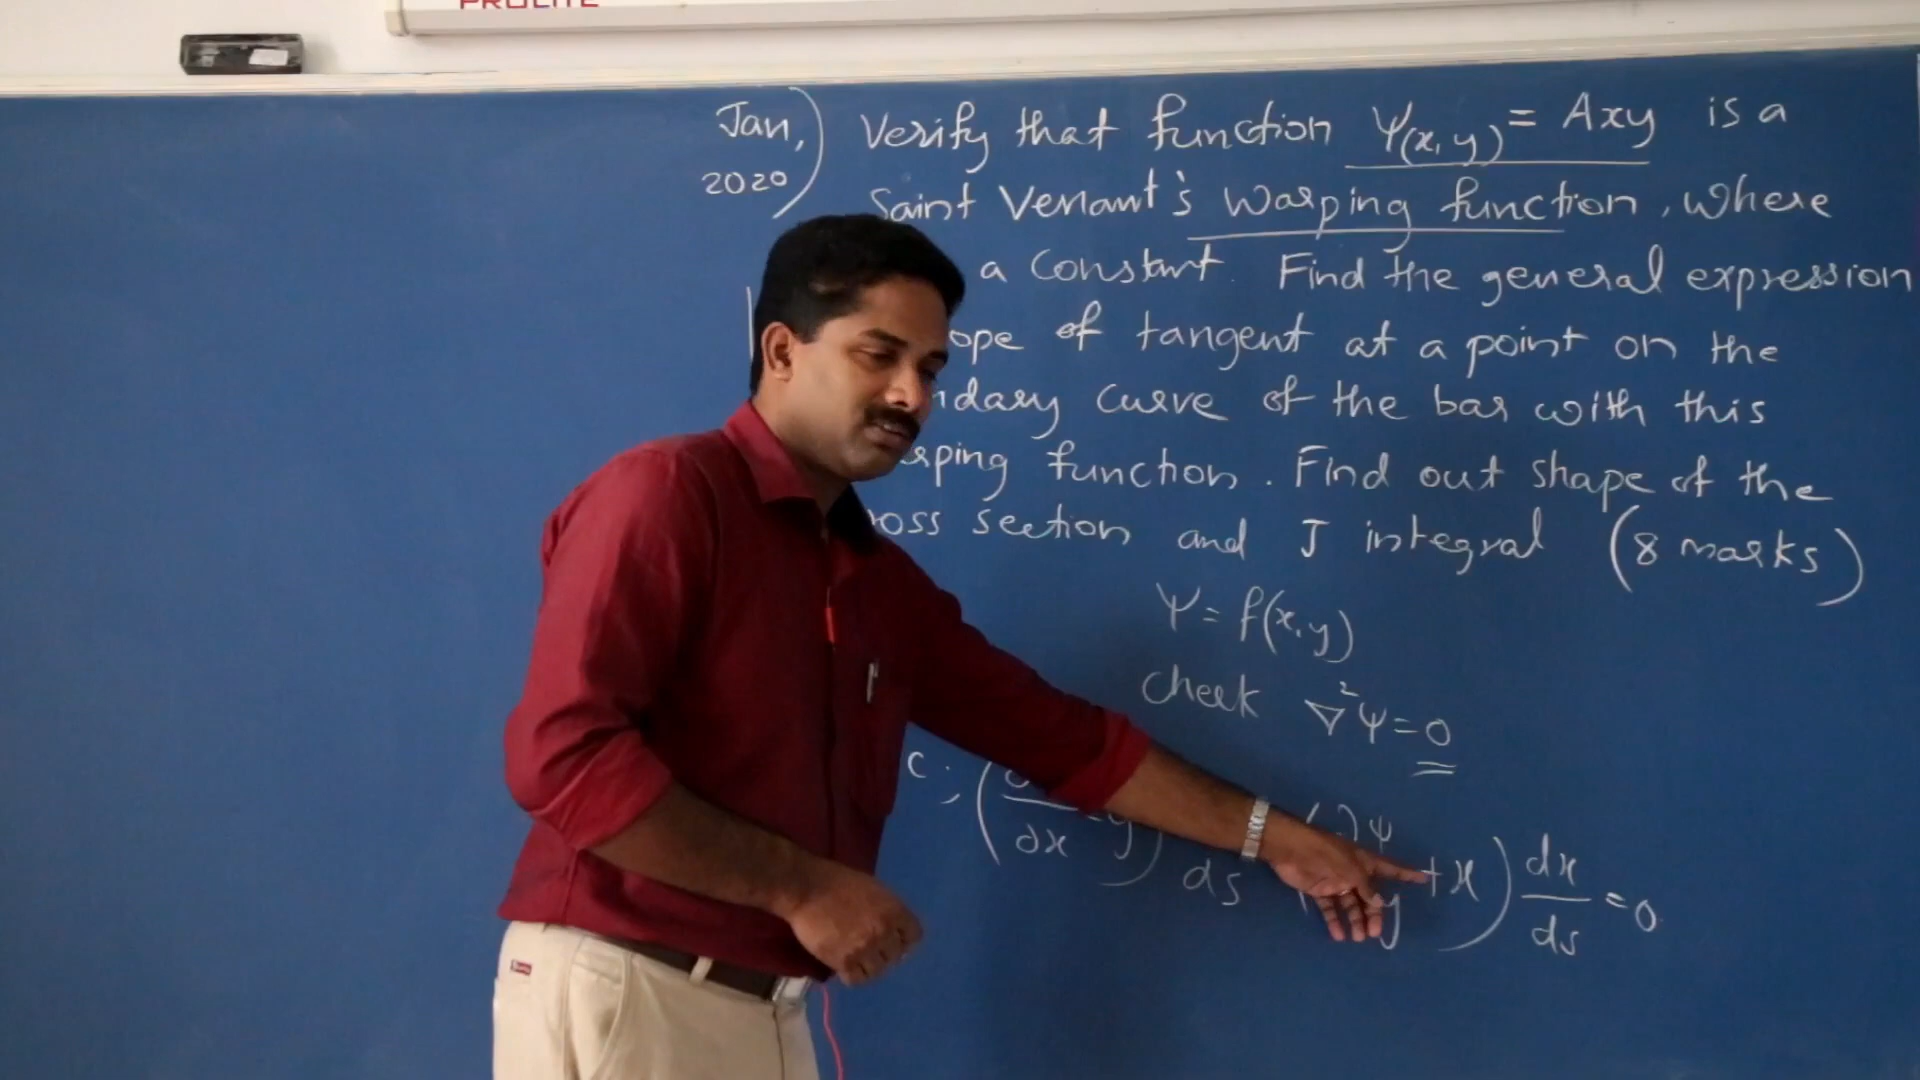 PROLITE
Jan, 2020) Verify that function Ψ(x, y) = Axy is a
Saint Venant's Warping function, where
a constant. Find the general expression
ope of tangent at a point on the
ndary curve of the bar with this
rping function. Find out shape of the
oss section and J integral (8 marks)
Ψ = f(x, y)
Check ∇²Ψ = 0
C ; ( ∂x - y ) ds ( ∂Ψ y + x ) dx/ds = 0